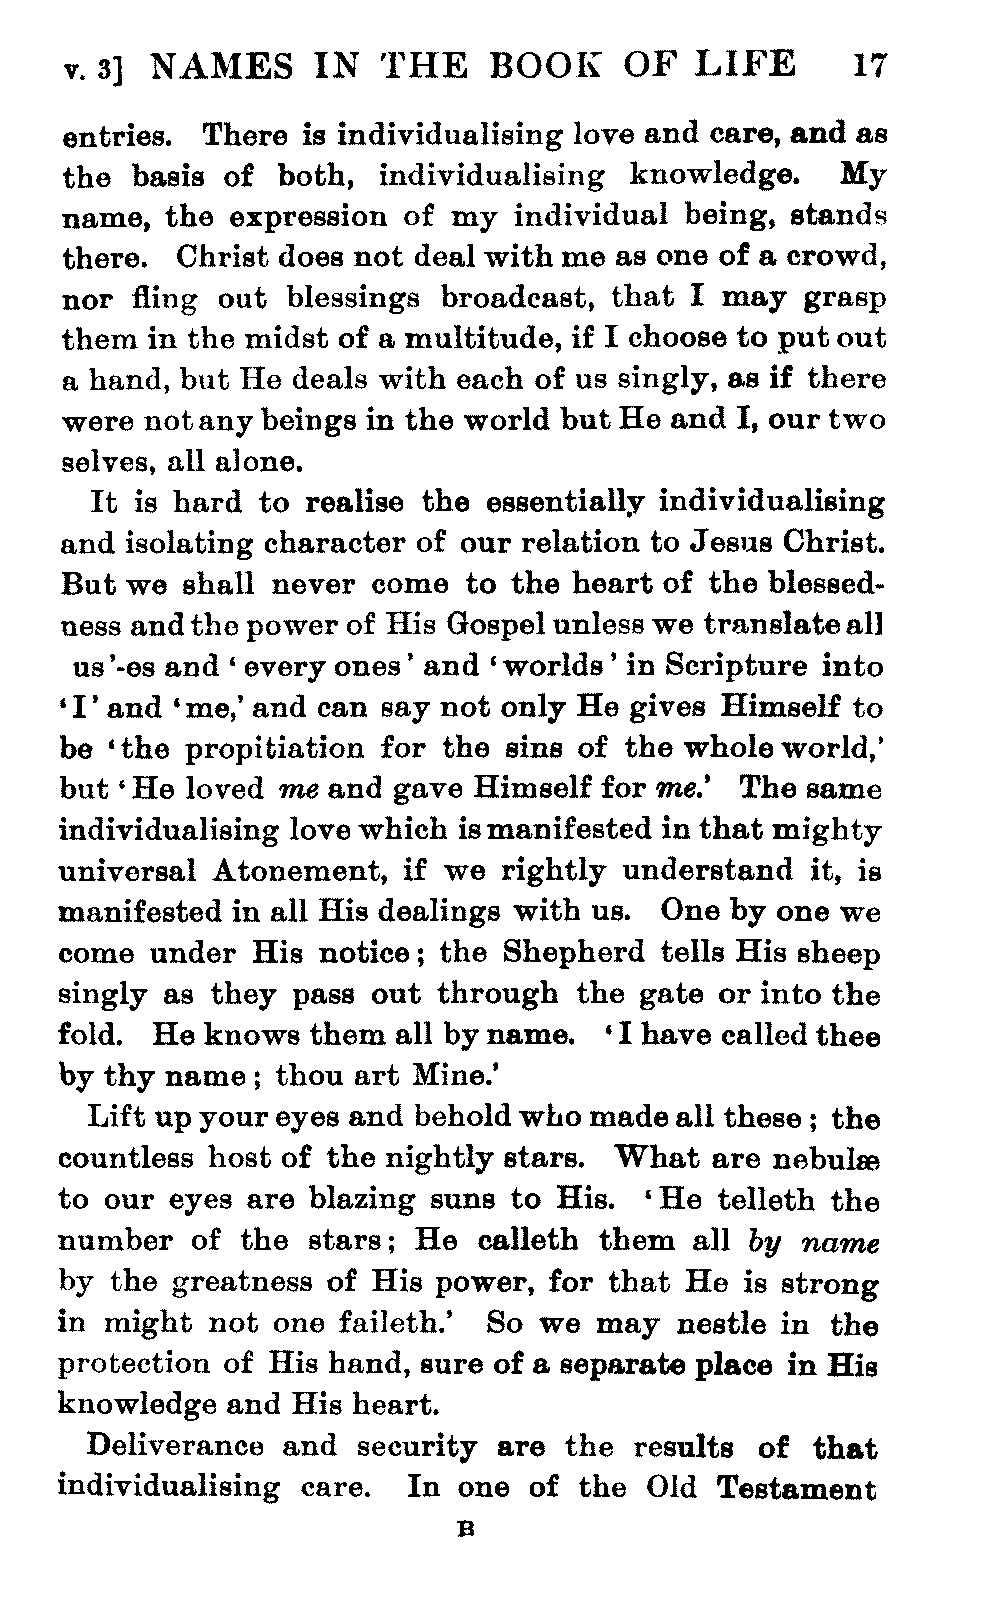 v. 3] NAMES IN THE BOOK OF LIFE 17
entries. There is individualising love and care, and as
the basis of both, individualising knowledge. My
name, the expression of my individual being, stands
there. Christ does not deal with me as one of a crowd,
nor fling out blessings broadcast, that I may grasp
them in the midst of a multitude, if I choose to put out
a hand, but He deals with each of us singly, as if there
were not any beings in the world but He and I, our two
selves, all alone.
It is hard to realise the essentially individualising
and isolating character of our relation to Jesus Christ.
But we shall never come to the heart of the blessed-
ness and the power of His Gospel unless we translate all
us'-es and 'every ones' and 'worlds' in Scripture into
'I' and 'me,' and can say not only He gives Himself to
be 'the propitiation for the sins of the whole world,'
but 'He loved me and gave Himself for me.' The same
individualising love which is manifested in that mighty
universal Atonement, if we rightly understand it, is
manifested in all His dealings with us. One by one we
come under His notice; the Shepherd tells His sheep
singly as they pass out through the gate or into the
fold. He knows them all by name. 'I have called thee
by thy name; thou art Mine.'
Lift up your eyes and behold who made all these; the
countless host of the nightly stars. What are nebulæ
to our eyes are blazing suns to His. 'He telleth the
number of the stars; He calleth them all by name
by the greatness of His power, for that He is strong
in might not one faileth.' So we may nestle in the
protection of His hand, sure of a separate place in His
knowledge and His heart.
Deliverance and security are the results of that
individualising care. In one of the Old Testament
B